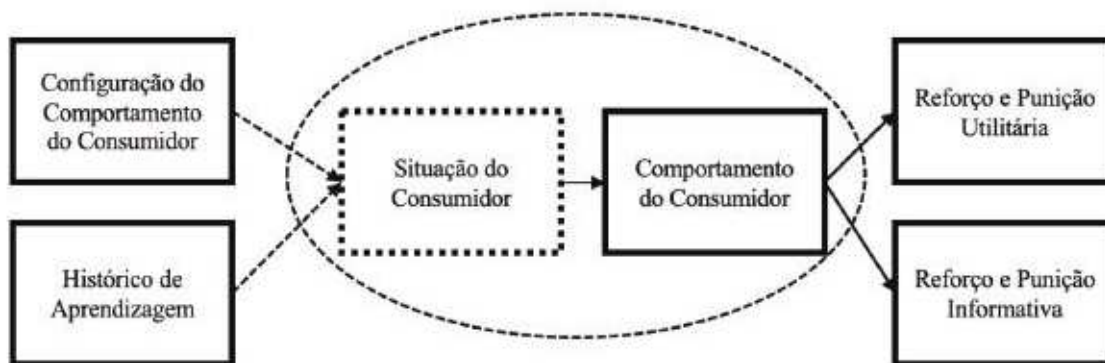 Configuração do
Comportamento
do Consumidor
Histórico de
Aprendizagem
Situação do
Consumidor
Comportamento
do Consumidor
Reforço e Punição
Utilitária
Reforço e Punição
Informativa